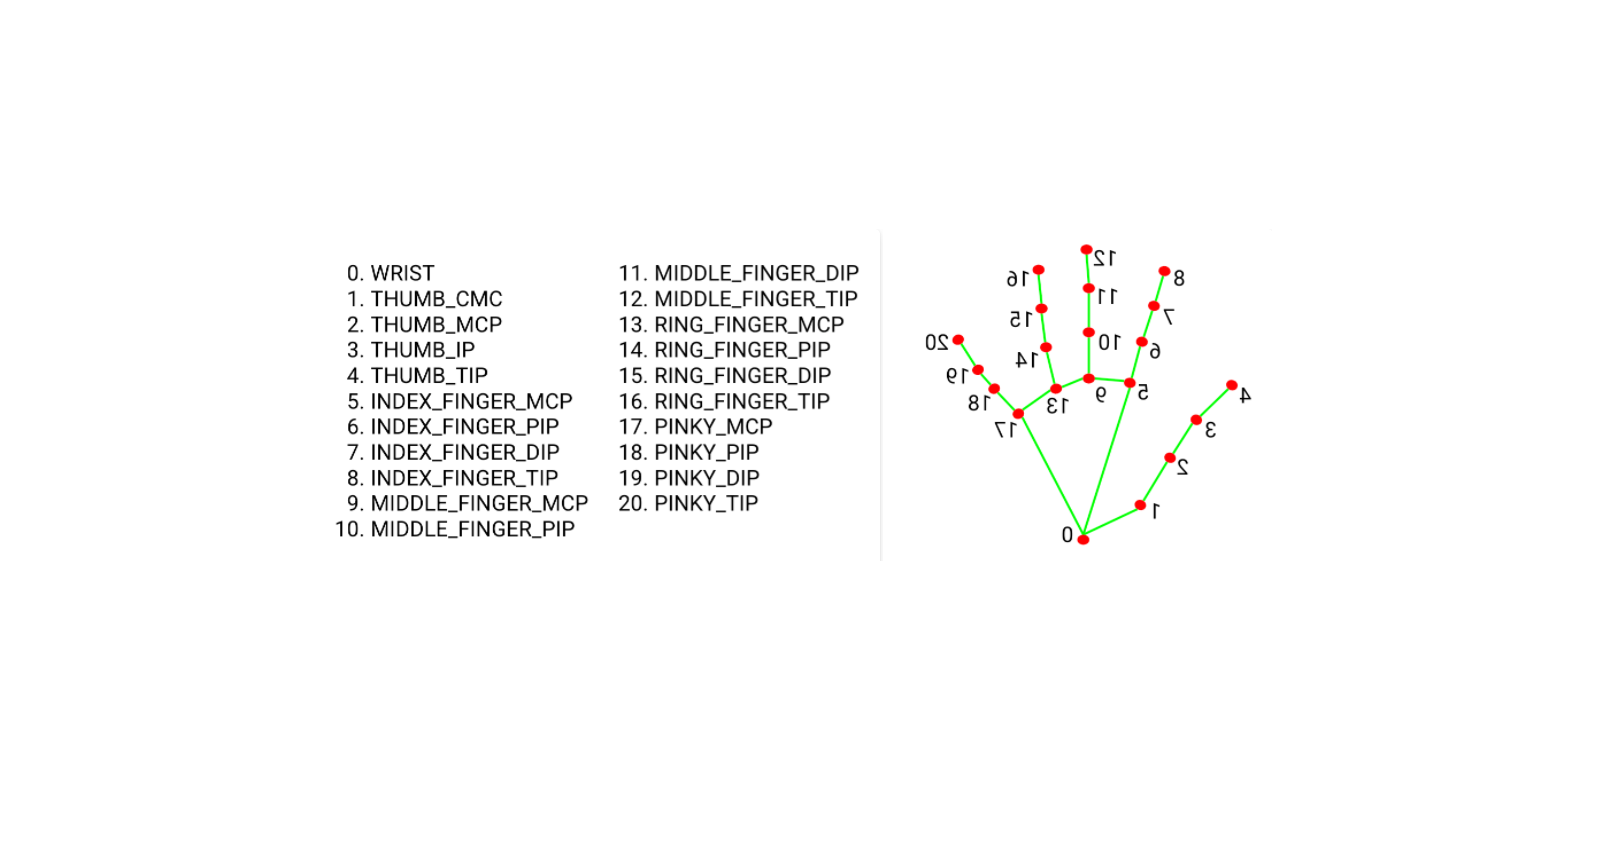 0. WRIST
1. THUMB_CMC
2. THUMB_MCP
3. THUMB_IP
4. THUMB_TIP
5. INDEX_FINGER_MCP
6. INDEX_FINGER_PIP
7. INDEX_FINGER_DIP
8. INDEX_FINGER_TIP
9. MIDDLE_FINGER_MCP
10. MIDDLE_FINGER_PIP
11. MIDDLE_FINGER_DIP
12. MIDDLE_FINGER_TIP
13. RING_FINGER_MCP
14. RING_FINGER_PIP
15. RING_FINGER_DIP
16. RING_FINGER_TIP
17. PINKY_MCP
18. PINKY_PIP
19. PINKY_DIP
20. PINKY_TIP
12
16
8
11
15
7
20
10
6
14
19
4
18
13
9
5
17
3
2
1
0